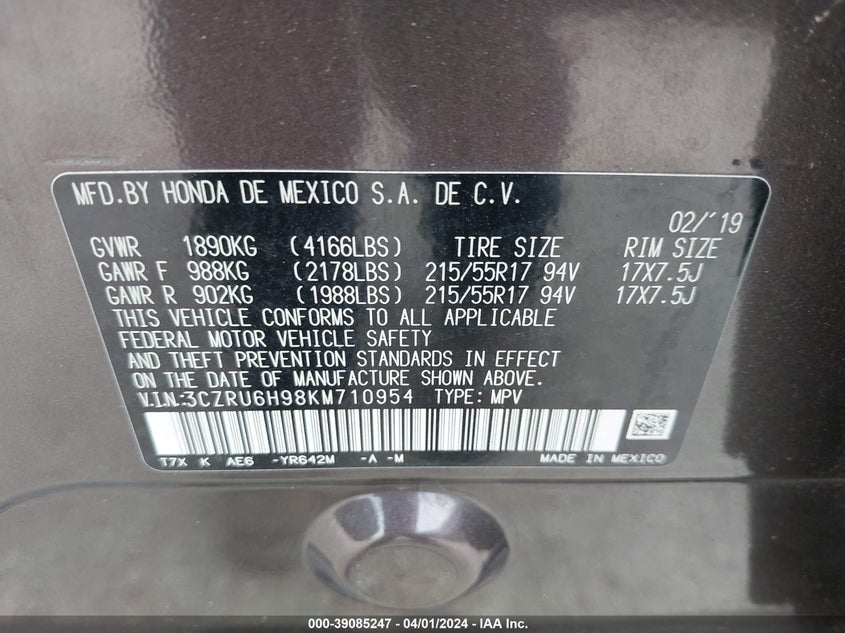 MFD.BY HONDA DE MEXICO S.A. DE C.V.
02/'19
GVWR 1890KG (4166LBS) TIRE SIZE RIM SIZE
GAWR F 988KG (2178LBS) 215/55R17 94V 17X7.5J
GAWR R 902KG (1988LBS) 215/55R17 94V 17X7.5J
THIS VEHICLE CONFORMS TO ALL APPLICABLE
FEDERAL MOTOR VEHICLE SAFETY
AND THEFT PREVENTION STANDARDS IN EFFECT
ON THE DATE OF MANUFACTURE SHOWN ABOVE.
V.I.N.:3CZRU6H98KM710954 TYPE: MPV
T7X K AE6 -YR642M -A -M MADE IN MEXICO
000-39085247 - 04/01/2024 - IAA Inc.